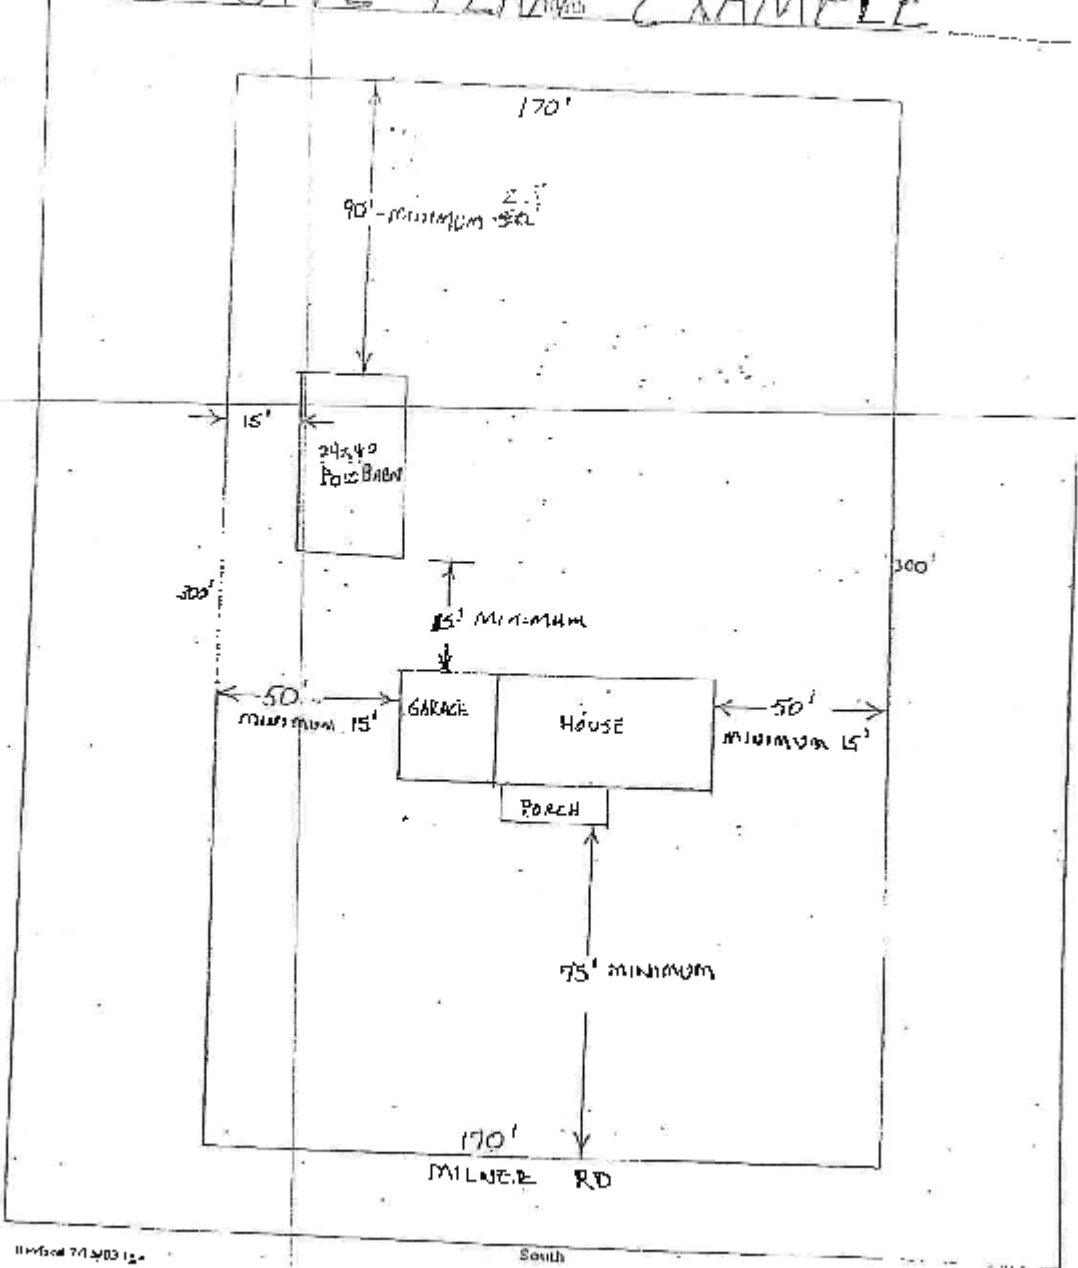 EXAMPLE
170'
90' MINIMUM
15'
24x40
POLE BARN
300'
300'
15' MINIMUM
50'
MINIMUM 15'
GARAGE
HOUSE
50'
MINIMUM 15'
PORCH
75' MINIMUM
170'
MILNER RD
South